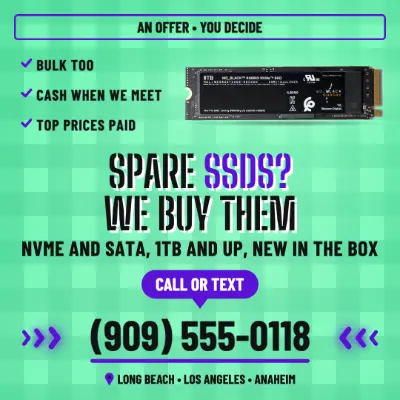 AN OFFER • YOU DECIDE
BULK TOO
CASH WHEN WE MEET
TOP PRICES PAID
SPARE SSDS?
WE BUY THEM
NVME AND SATA, 1TB AND UP, NEW IN THE BOX
CALL OR TEXT
(909) 555-0118
LONG BEACH • LOS ANGELES • ANAHEIM